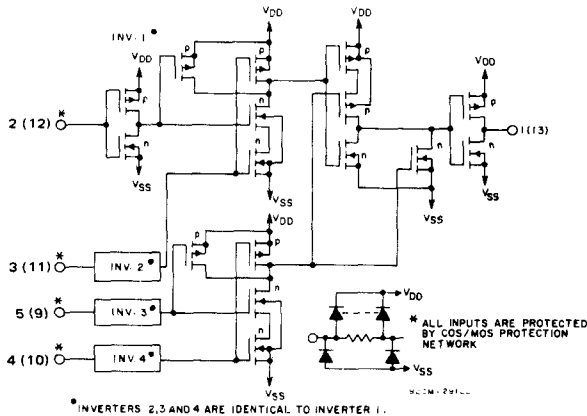 INV. 1 •
VDD
VDD
VDD
VDD
p
p
p
p
p
p
n
n
n
n
n
n
2 (12)
*
1 (13)
VSS
VSS
VSS
VSS
VDD
p
p
n
n
3 (11)
*
INV. 2 •
5 (9)
*
INV. 3 •
4 (10)
*
INV. 4 •
VSS
VDD
VSS
* ALL INPUTS ARE PROTECTED
BY COS/MOS PROTECTION
NETWORK
• INVERTERS 2,3 AND 4 ARE IDENTICAL TO INVERTER 1.